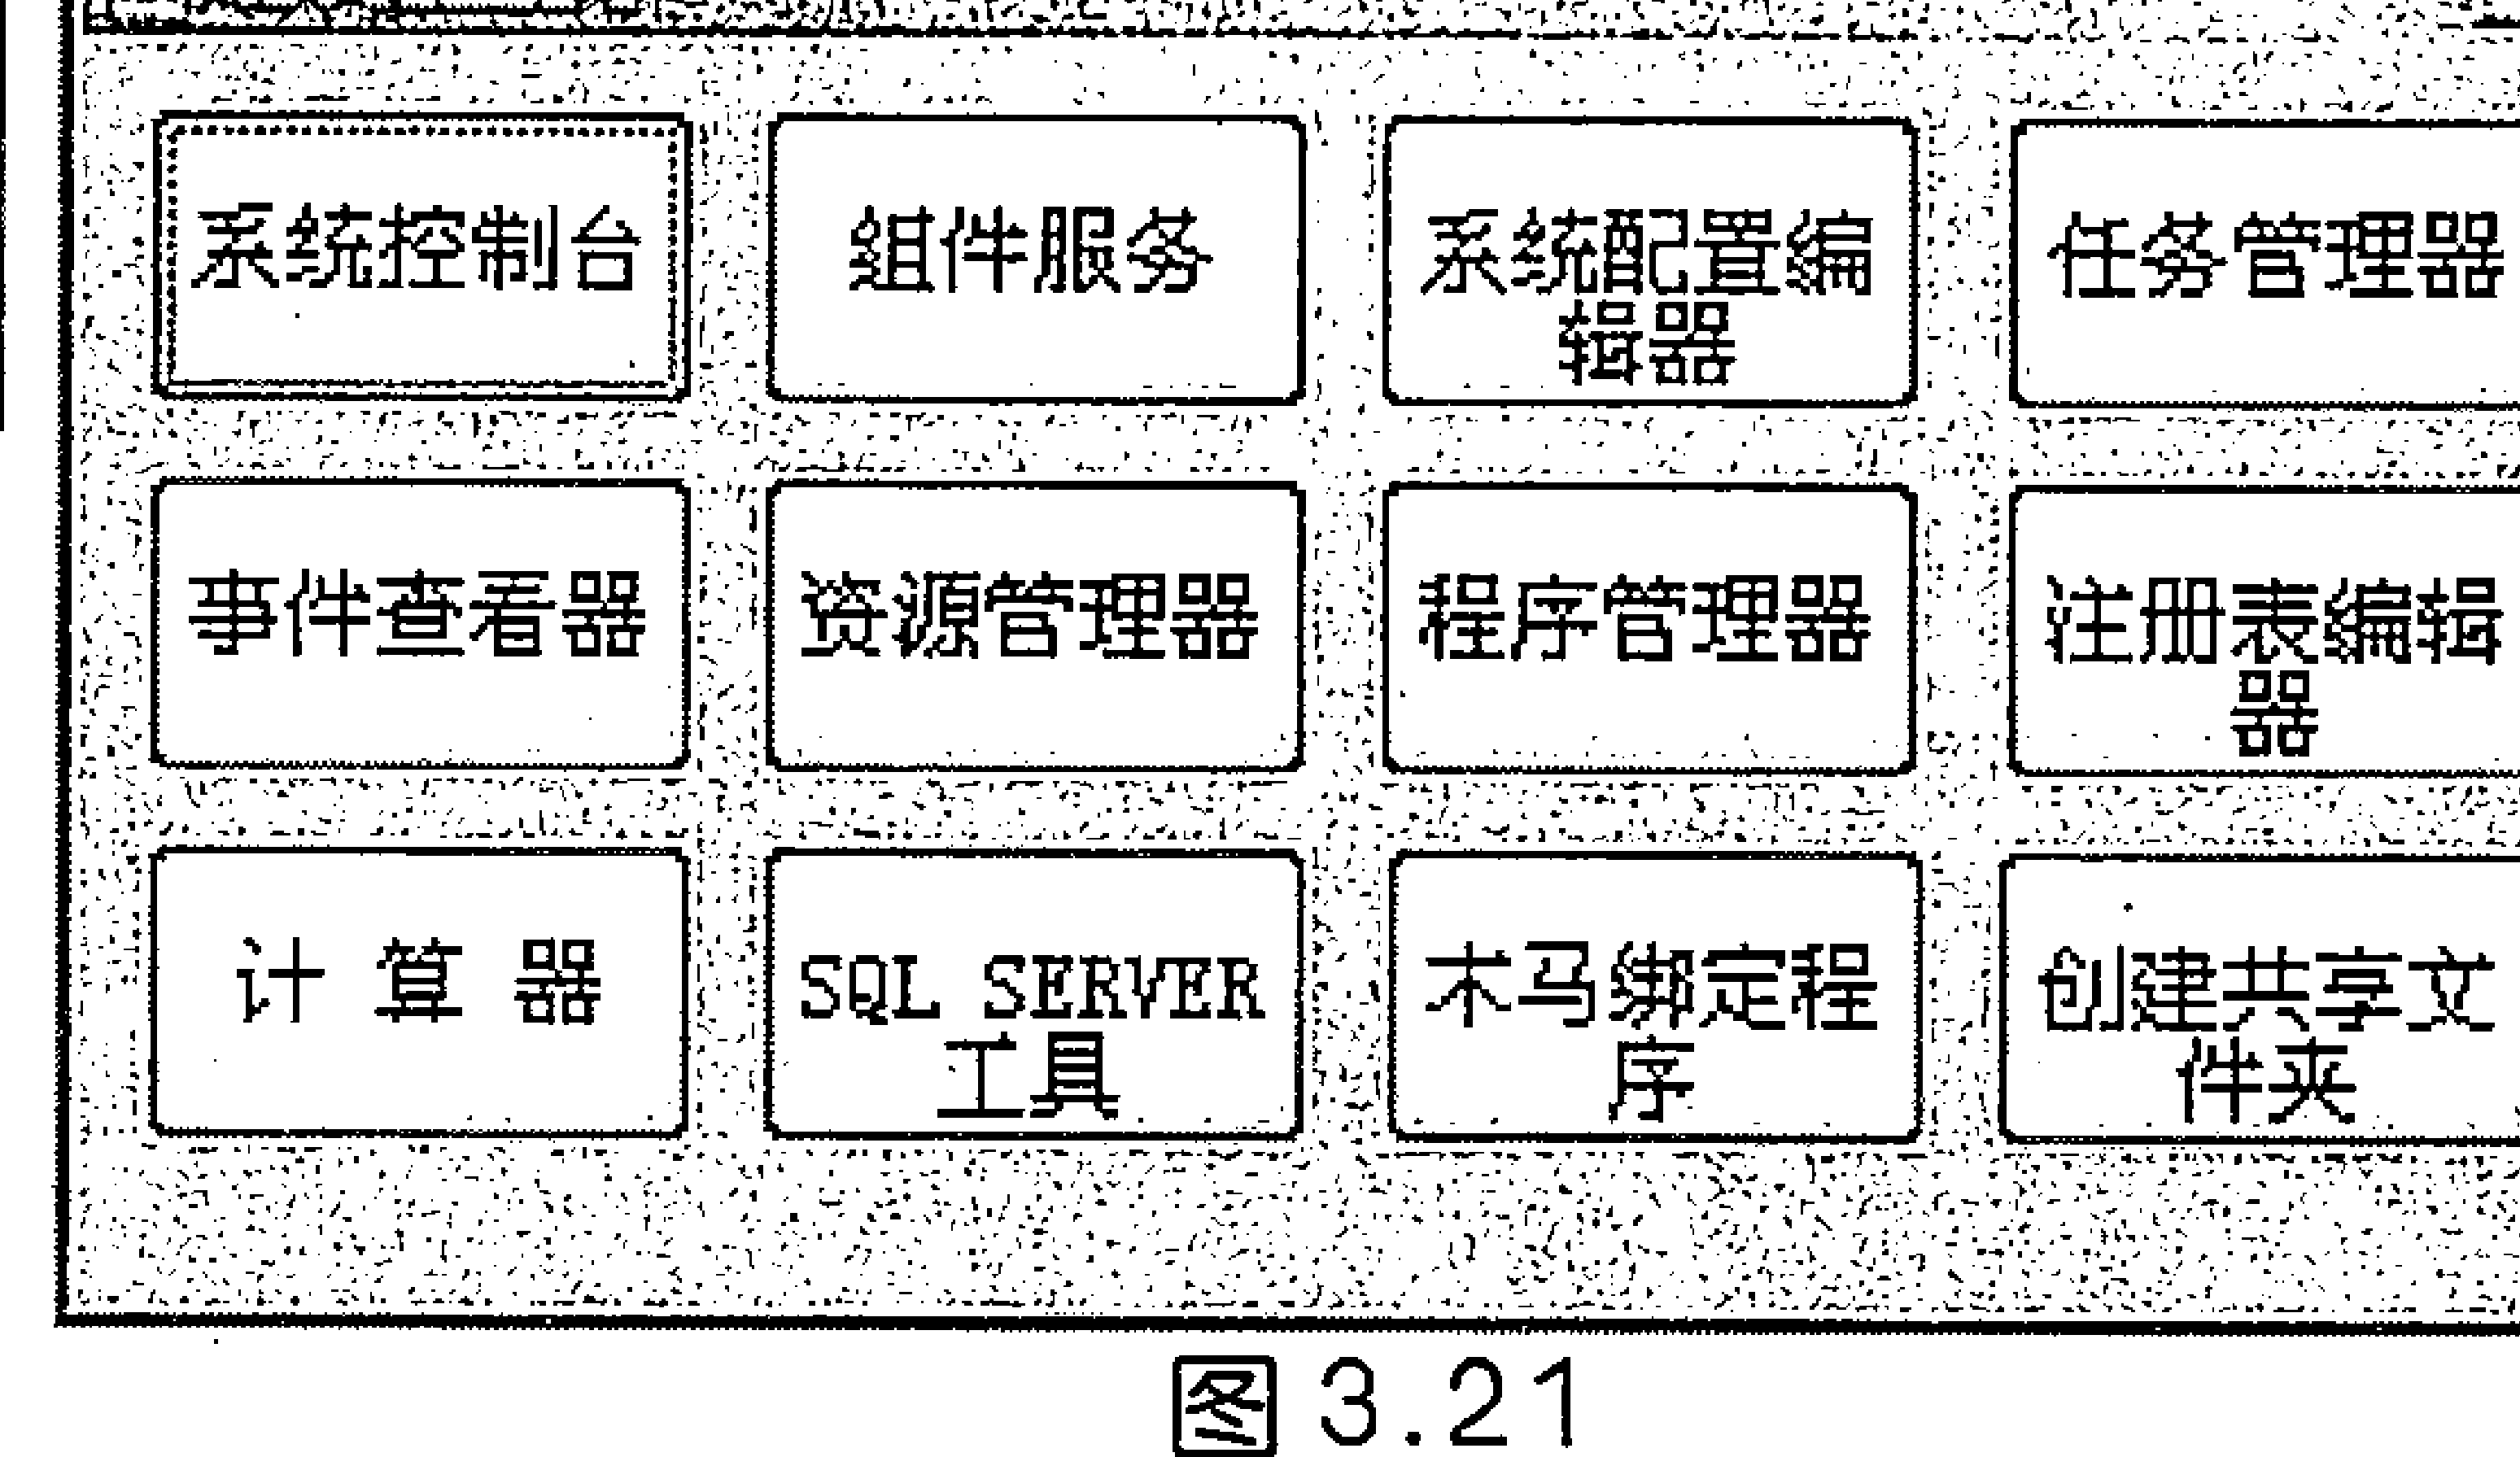 系统控制台 组件服务 系统配置编辑器 任务管理器
事件查看器 资源管理器 程序管理器 注册表编辑器
计 算 器 SQL SERVER 工具 木马绑定程序 创建共享文件夹
图 3.21